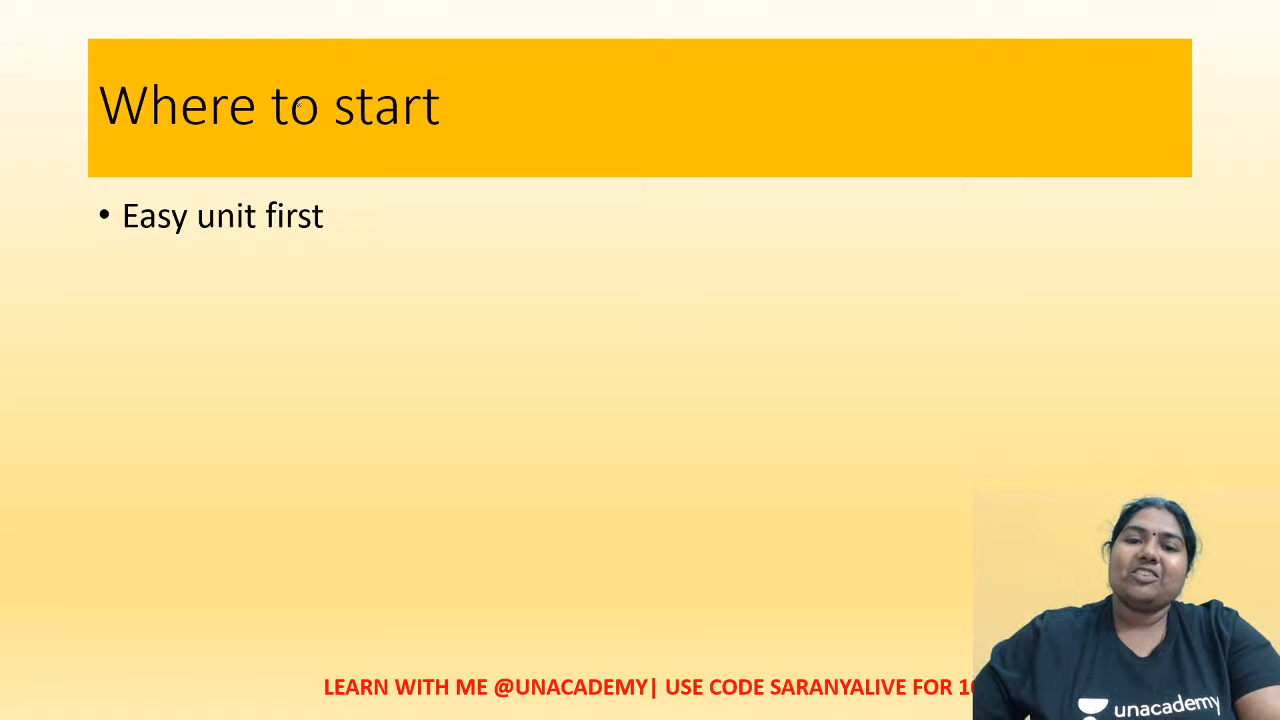 Where to start
• Easy unit first
LEARN WITH ME @UNACADEMY| USE CODE SARANYALIVE FOR
unacademy